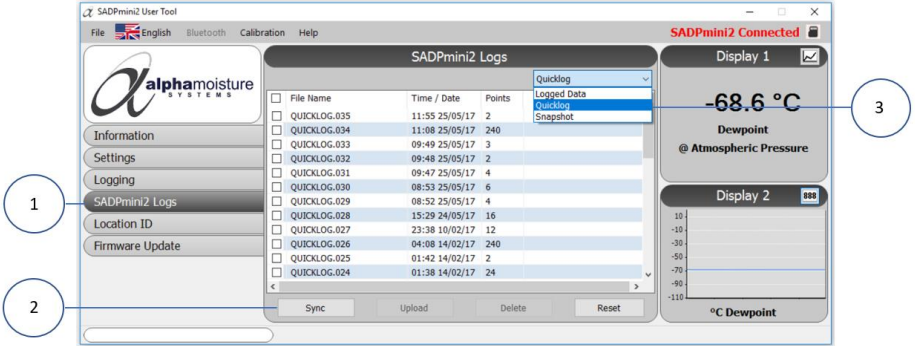 SADPmini2 User Tool
File English Bluetooth Calibration Help
SADPmini2 Connected
alphamoisture
SYSTEMS
Information
Settings
Logging
SADPmini2 Logs
Location ID
Firmware Update
SADPmini2 Logs
Quicklog
Logged Data
Quicklog
Snapshot
File Name Time / Date Points
QUICKLOG.035 11:55 25/05/17 2
QUICKLOG.034 11:08 25/05/17 240
QUICKLOG.033 09:49 25/05/17 3
QUICKLOG.032 09:48 25/05/17 2
QUICKLOG.031 09:47 25/05/17 4
QUICKLOG.030 08:53 25/05/17 6
QUICKLOG.029 08:52 25/05/17 4
QUICKLOG.028 15:29 24/05/17 16
QUICKLOG.027 23:38 10/02/17 12
QUICKLOG.026 04:08 14/02/17 240
QUICKLOG.025 01:42 14/02/17 2
QUICKLOG.024 01:38 14/02/17 24
Sync Upload Delete Reset
Display 1
-68.6 °C
Dewpoint
@ Atmospheric Pressure
Display 2 888
10
-10
-30
-50
-70
-90
-110
°C Dewpoint
1
2
3